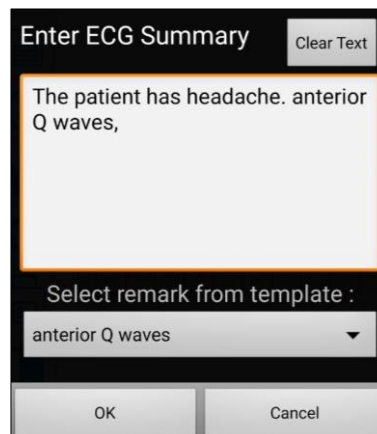 Enter ECG Summary
Clear Text
The patient has headache. anterior
Q waves,
Select remark from template :
anterior Q waves
OK
Cancel